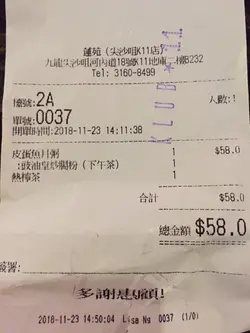 蓮苑(尖沙咀K11店)
九龍尖沙咀河內道18號K11地庫二樓B232
Tel: 3160-8499
KLUB*11
檯號:2A
人數:1
單號:0037
開單時間:2018-11-23 14:11:38
皮蛋魚片粥 1 $58.0
:豉油皇炒腸粉 (下午茶) 1
熱檸茶 1
合計: $58.0
總金額: $58.0
簽署:
多謝惠顧!
2018-11-23 14:50:04 Lisa No 0037 (1/0)